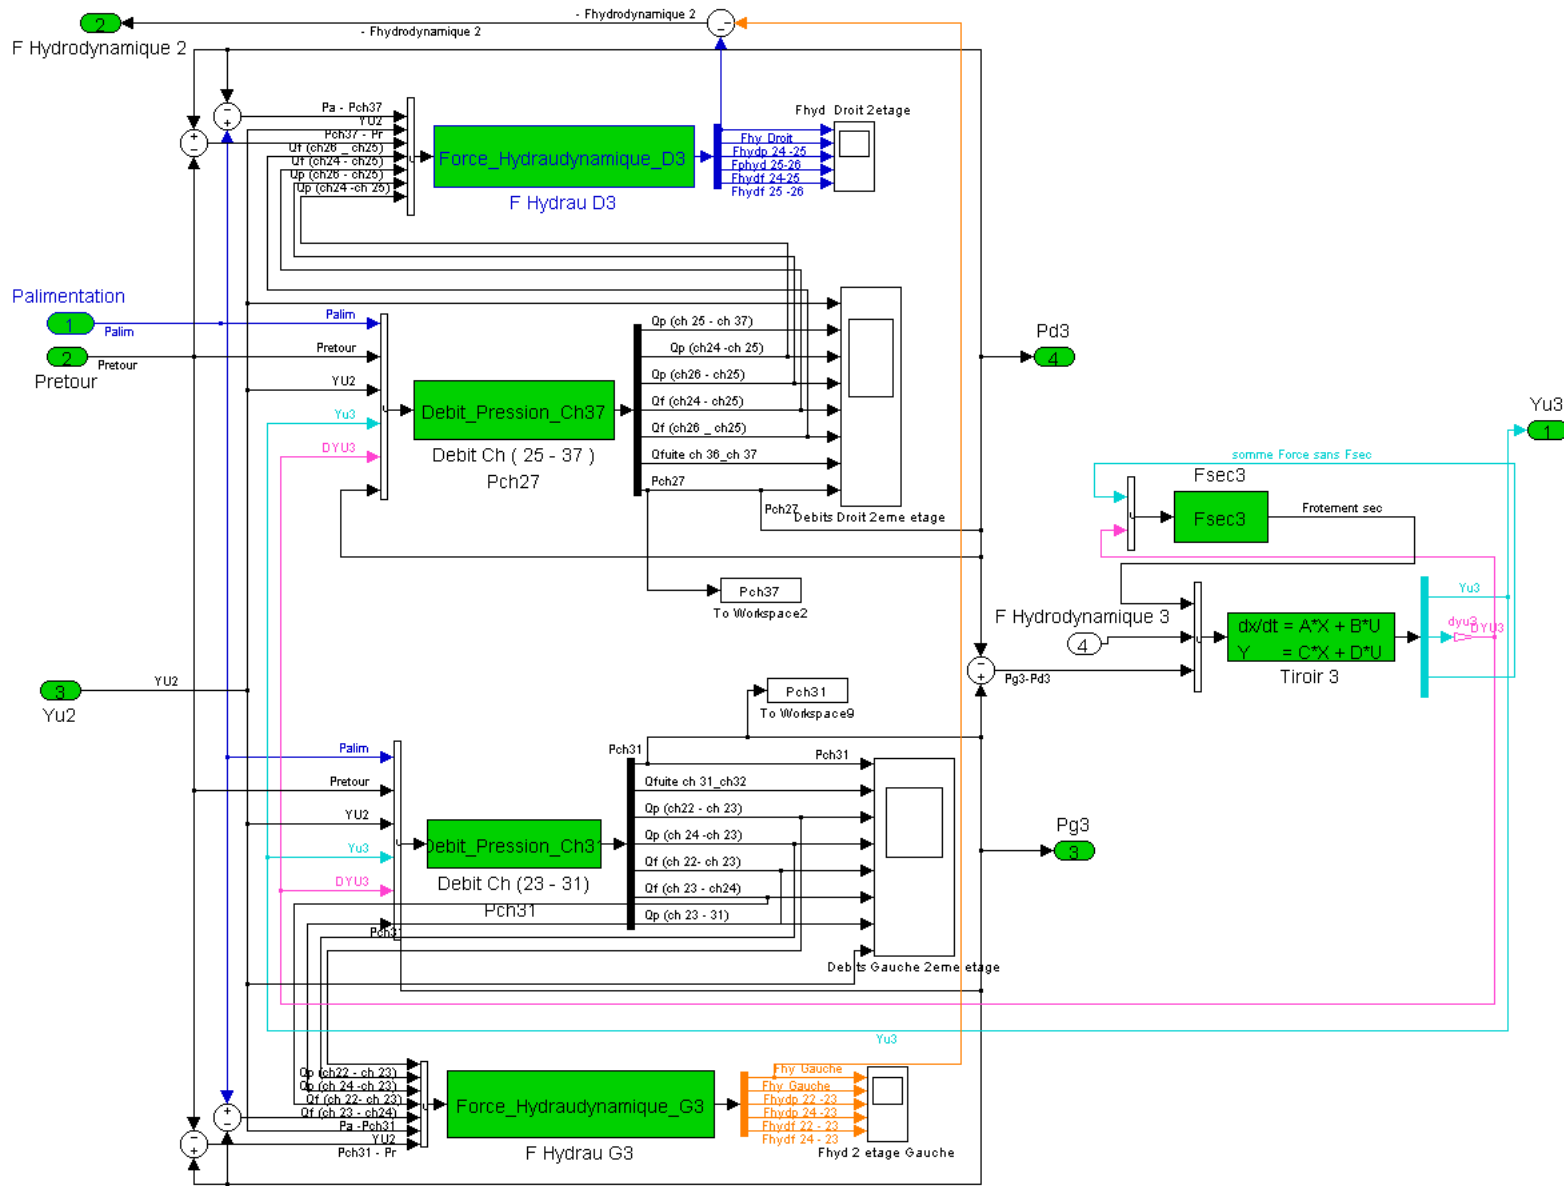 2
F Hydrodynamique 2
- Fhydrodynamique 2
- Fhydrodynamique 2
Pa - Pch37
YU2
Pch37 - Pr
Qf (ch26 _ ch25)
Qf (ch24 - ch25)
Qp (ch26 - ch25)
Qp (ch24 -ch 25)
Force_Hydraudynamique_D3
F Hydrau D3
Fhyd Droit 2etage
Fhy Droit
Fhydp 24 -25
Fphyd 25-26
Fhydf 24-25
Fhydf 25 -26
Palimentation
1
Palim
2
Pretour
Pretour
Palim
Pretour
YU2
Yu3
DYU3
Debit_Pression_Ch37
Debit Ch ( 25 - 37 )
Pch27
Qp (ch 25 - ch 37)
Qp (ch24 -ch 25)
Qp (ch26 - ch25)
Qf (ch24 - ch25)
Qf (ch26 _ ch25)
Qfuite ch 36_ch 37
Pch27
Pch27
Debits Droit 2eme etage
Pch37
To Workspace2
Pd3
4
Yu3
1
somme Force sans Fsec
Fsec3
Fsec3
Frotement sec
F Hydrodynamique 3
4
dx/dt = A*X + B*U
Y = C*X + D*U
Tiroir 3
Yu3
dyu3
DYU3
Pg3-Pd3
3
YU2
Yu2
Pch31
To Workspace9
Palim
Pretour
YU2
Yu3
DYU3
Pch31
Debit_Pression_Ch31
Debit Ch (23 - 31)
Pch31
Pch31
Pch31
Qfuite ch 31_ch32
Qp (ch22 - ch 23)
Qp (ch 24 -ch 23)
Qf (ch 22- ch 23)
Qf (ch 23 - ch24)
Qp (ch 23 - 31)
Debits Gauche 2eme etage
Pg3
3
Yu3
Qp (ch22 - ch 23)
Qp (ch 24 -ch 23)
Qf (ch 22- ch 23)
Qf (ch 23 - ch24)
Pa -Pch31
YU2
Pch31 - Pr
Force_Hydraudynamique_G3
F Hydrau G3
Fhy Gauche
Fhy Gauche
Fhydp 22 -23
Fhydp 24 -23
Fhydf 22 - 23
Fhydf 24 - 23
Fhyd 2 etage Gauche